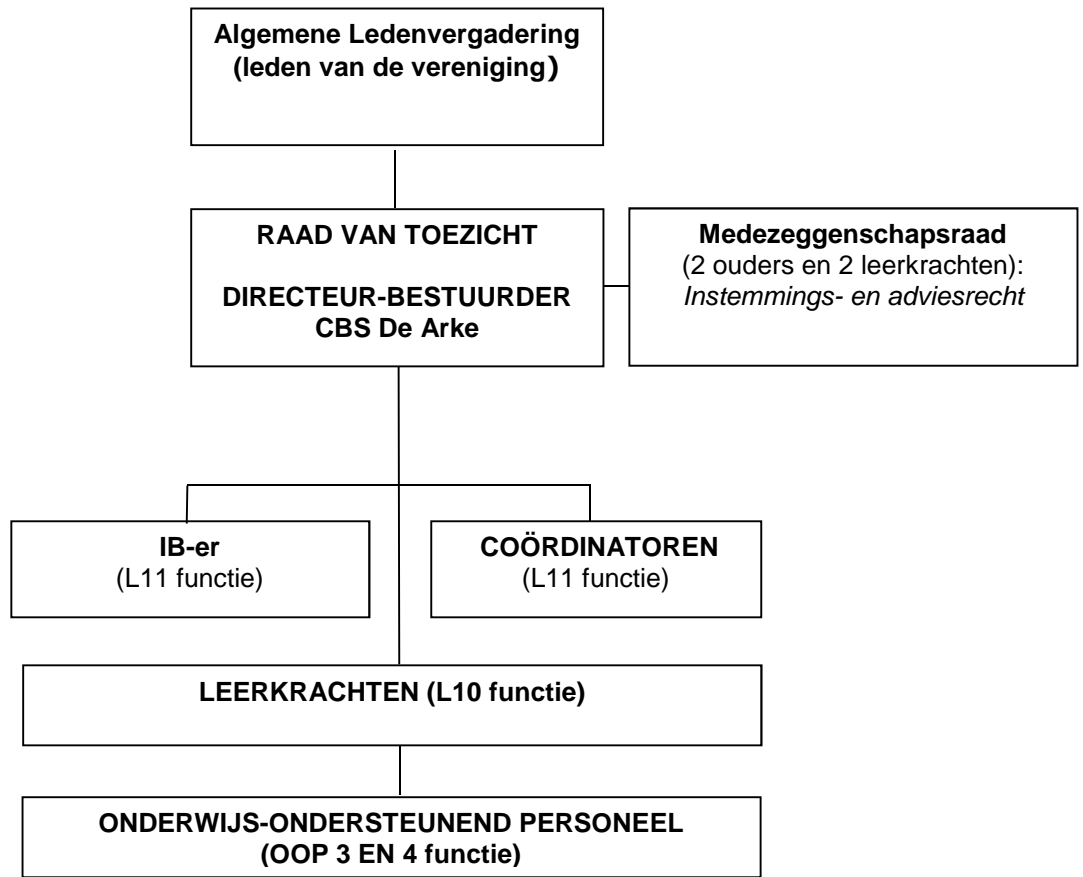 Algemene Ledenvergadering
(leden van de vereniging)
RAAD VAN TOEZICHT
DIRECTEUR-BESTUURDER
CBS De Arke
Medezeggenschapsraad
(2 ouders en 2 leerkrachten):
Instemmings- en adviesrecht
IB-er
(L11 functie)
COÖRDINATOREN
(L11 functie)
LEERKRACHTEN (L10 functie)
ONDERWIJS-ONDERSTEUNEND PERSONEEL
(OOP 3 EN 4 functie)